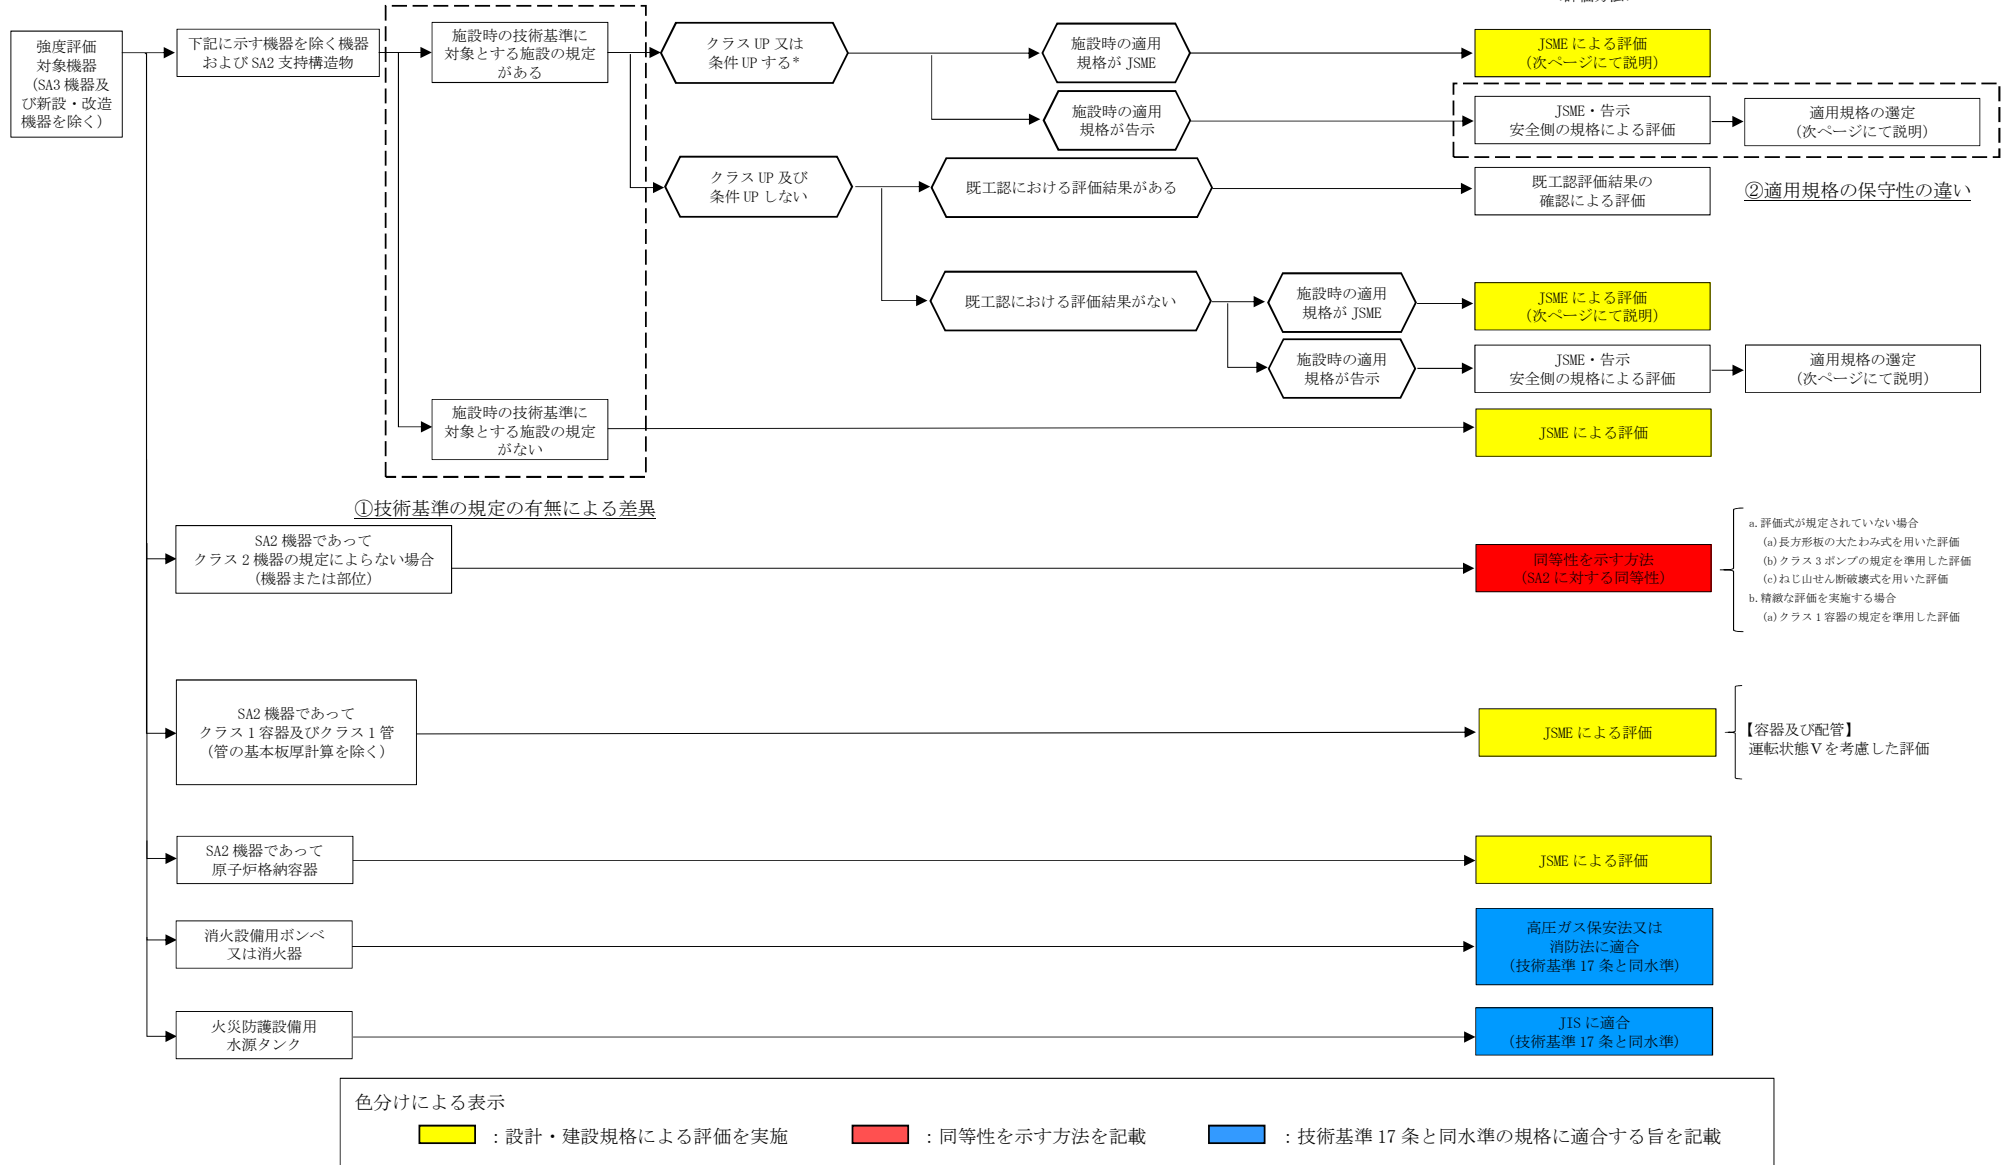 強度評価
対象機器
(SA3 機器及
び新設・改造
機器を除く)
下記に示す機器を除く機器
および SA2 支持構造物
施設時の技術基準に
対象とする施設の規定
がある
クラス UP 又は
条件 UP する*
施設時の適用
規格が JSME
JSME による評価
(次ページにて説明)
施設時の適用
規格が告示
JSME・告示
安全側の規格による評価
適用規格の選定
(次ページにて説明)
クラス UP 及び
条件 UP しない
既工認における評価結果がある
既工認評価結果の
確認による評価
②適用規格の保守性の違い
既工認における評価結果がない
施設時の適用
規格が JSME
JSME による評価
(次ページにて説明)
施設時の適用
規格が告示
JSME・告示
安全側の規格による評価
適用規格の選定
(次ページにて説明)
施設時の技術基準に
対象とする施設の規定
がない
JSME による評価
①技術基準の規定の有無による差異
SA2 機器であって
クラス 2 機器の規定によらない場合
(機器または部位)
同等性を示す方法
(SA2 に対する同等性)
a. 評価式が規定されていない場合
(a)長方形板の大たわみ式を用いた評価
(b)クラス 3 ポンプの規定を準用した評価
(c)ねじ山せん断破壊式を用いた評価
b. 精緻な評価を実施する場合
(a)クラス 1 容器の規定を準用した評価
SA2 機器であって
クラス 1 容器及びクラス 1 管
(管の基本板厚計算を除く)
JSME による評価
【容器及び配管】
運転状態Ⅴを考慮した評価
SA2 機器であって
原子炉格納容器
JSME による評価
消火設備用ボンベ
又は消火器
高圧ガス保安法又は
消防法に適合
(技術基準 17 条と同水準)
火災防護設備用
水源タンク
JIS に適合
(技術基準 17 条と同水準)
色分けによる表示
：設計・建設規格による評価を実施
：同等性を示す方法を記載
：技術基準 17 条と同水準の規格に適合する旨を記載